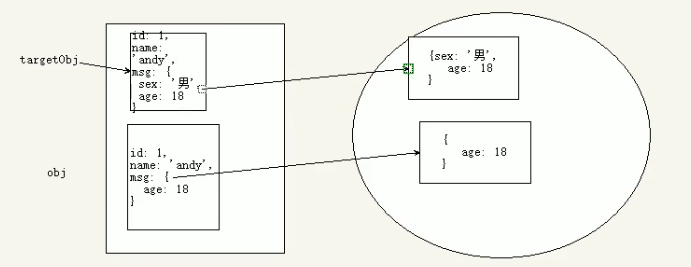 targetObj
id: 1,
name:
'andy',
msg: {
sex: '男'
age: 18
}
{sex: '男',
age: 18
}
obj
id: 1,
name: 'andy',
msg: {
age: 18
}
{
age: 18
}